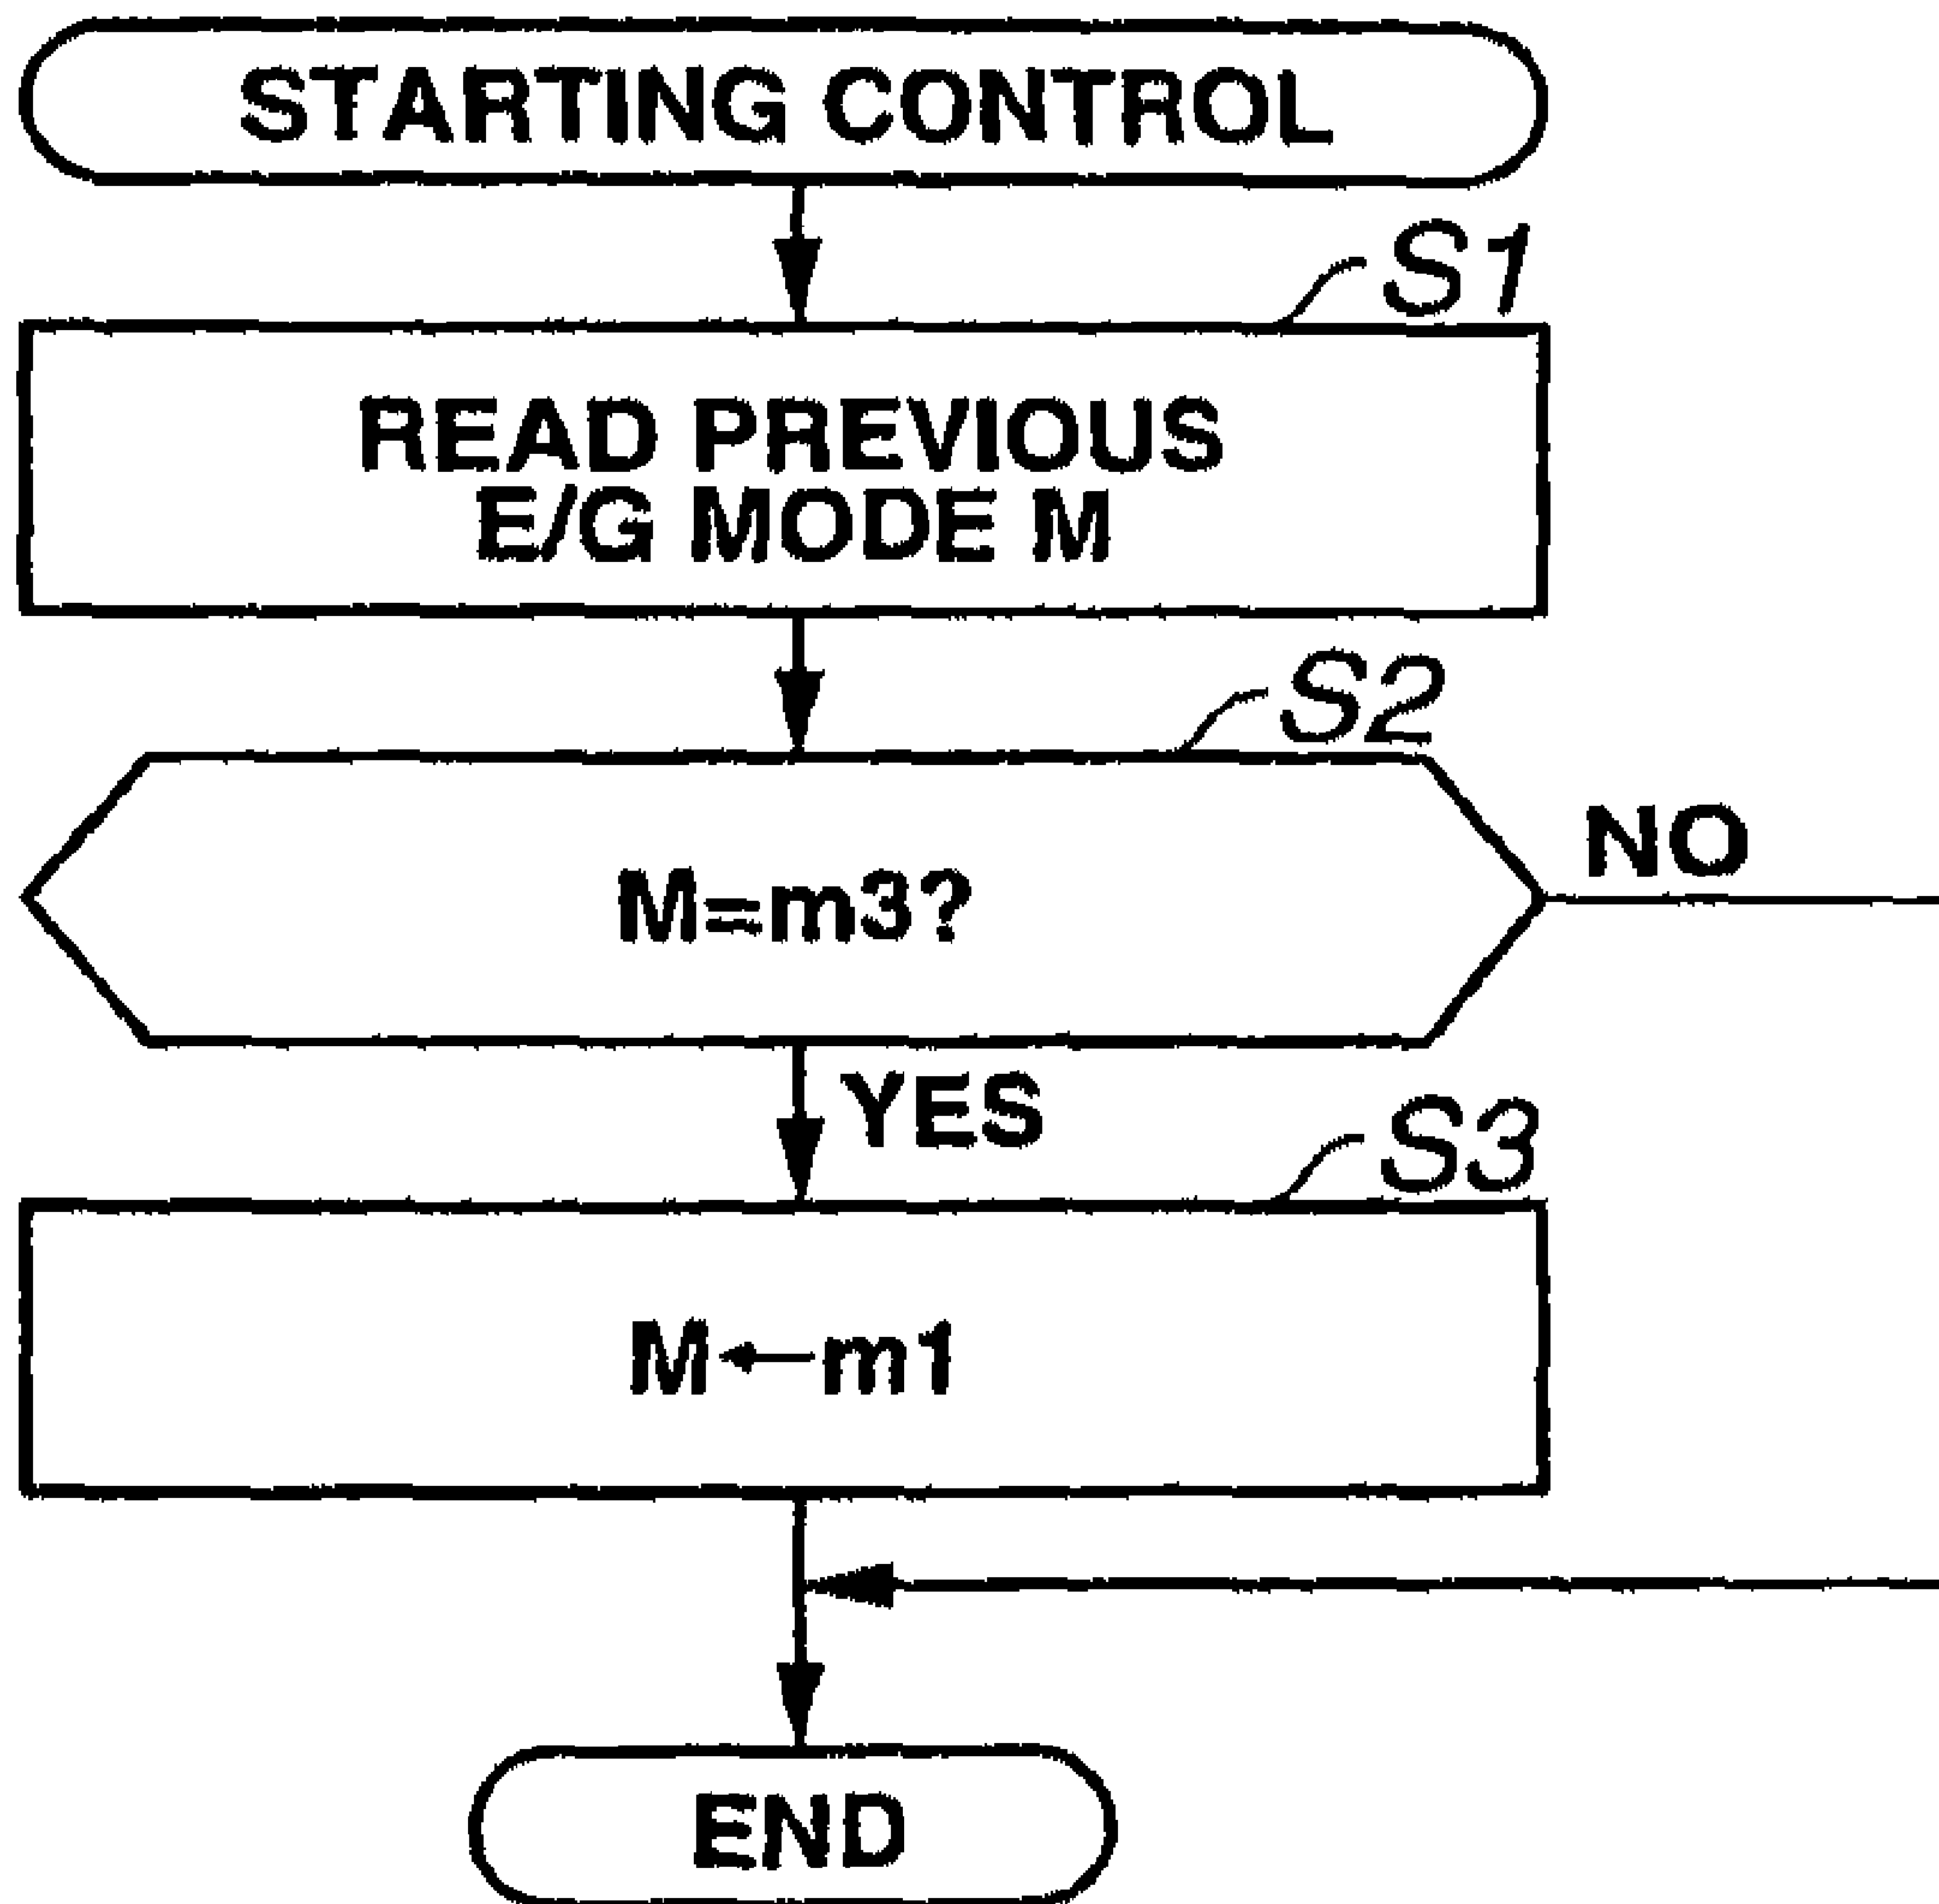 STARTING CONTROL
S1
READ PREVIOUS
E/G MODE M
S2
M=m3?
NO
YES
S3
M←m1
END